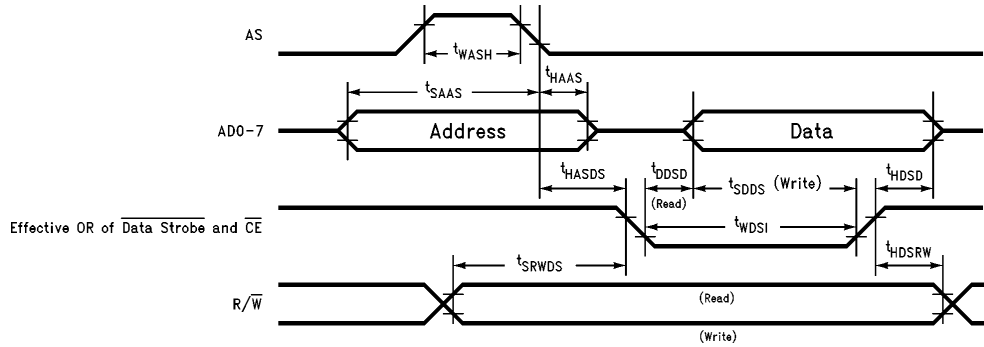 AS
tWASH
tHAAS
tSAAS
AD0-7
Address
Data
tHASDS
tDDSD
(Read)
tSDDS (Write)
tHDSD
Effective OR of Data Strobe and CE
tWDSI
tHDSRW
tSRWDS
R/W
(Read)
(Write)